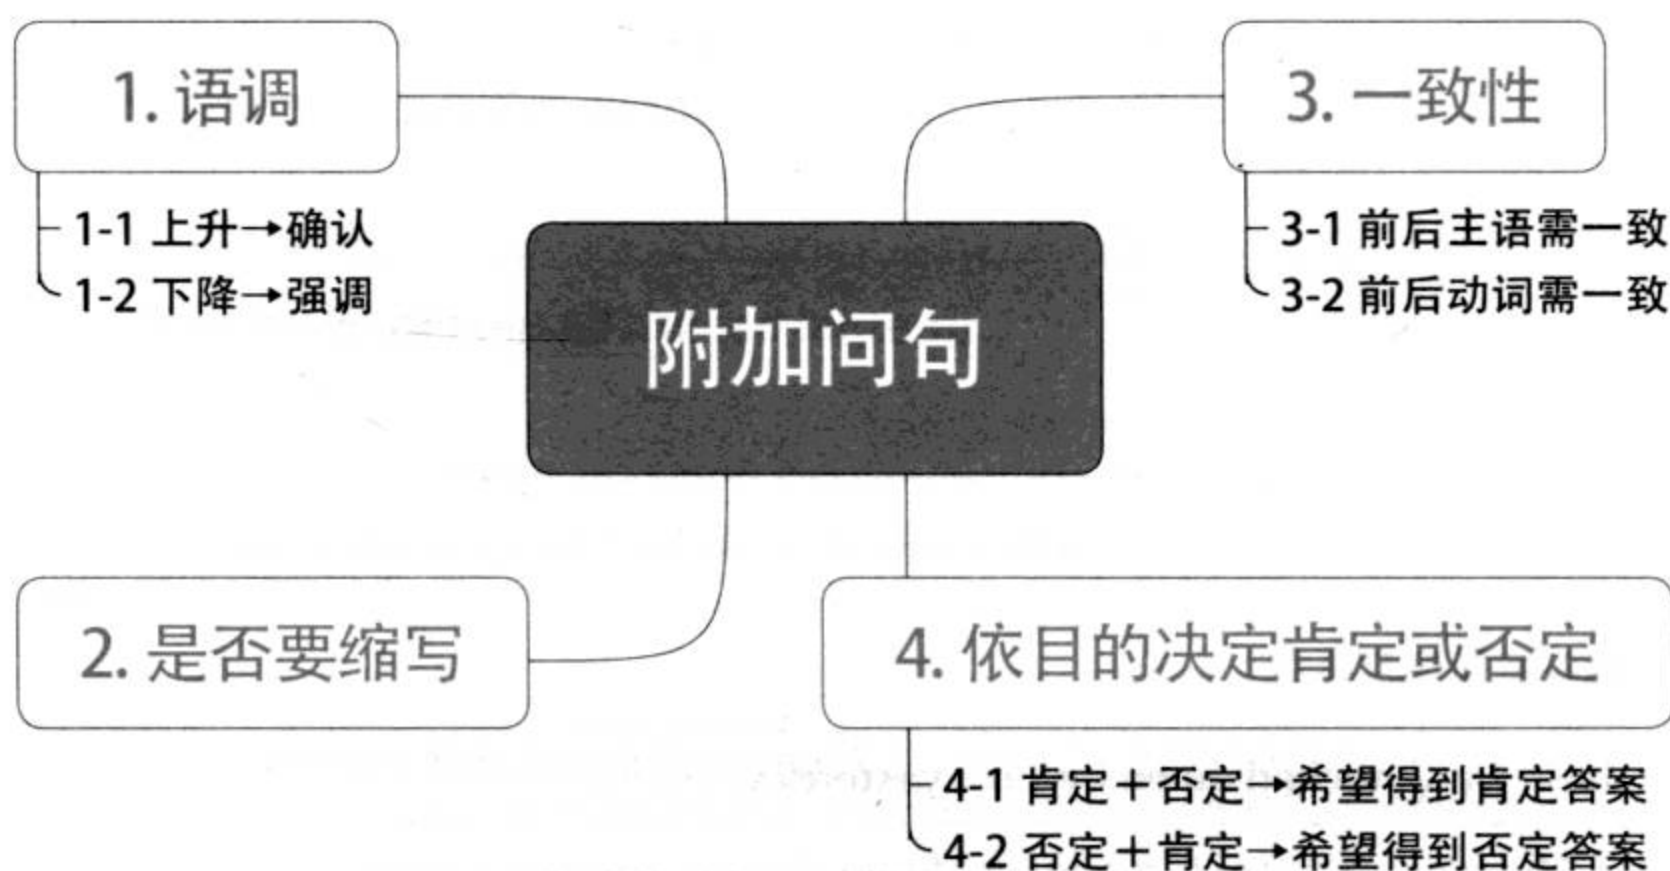 1. 语调
1-1 上升→确认
1-2 下降→强调
3. 一致性
3-1 前后主语需一致
3-2 前后动词需一致
附加问句
2. 是否要缩写
4. 依目的决定肯定或否定
4-1 肯定＋否定→希望得到肯定答案
4-2 否定＋肯定→希望得到否定答案